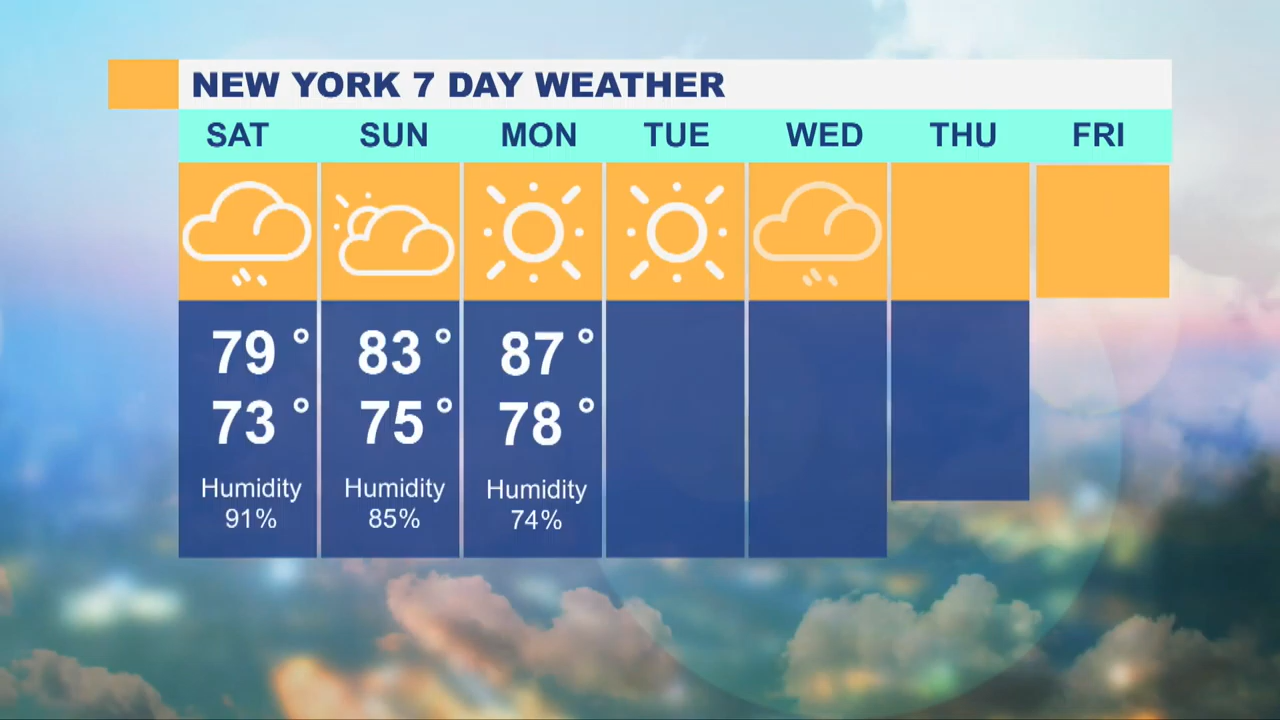 NEW YORK 7 DAY WEATHER
SAT SUN MON TUE WED THU FRI
79° 83° 87°
73° 75° 78°
Humidity Humidity Humidity
91% 85% 74%